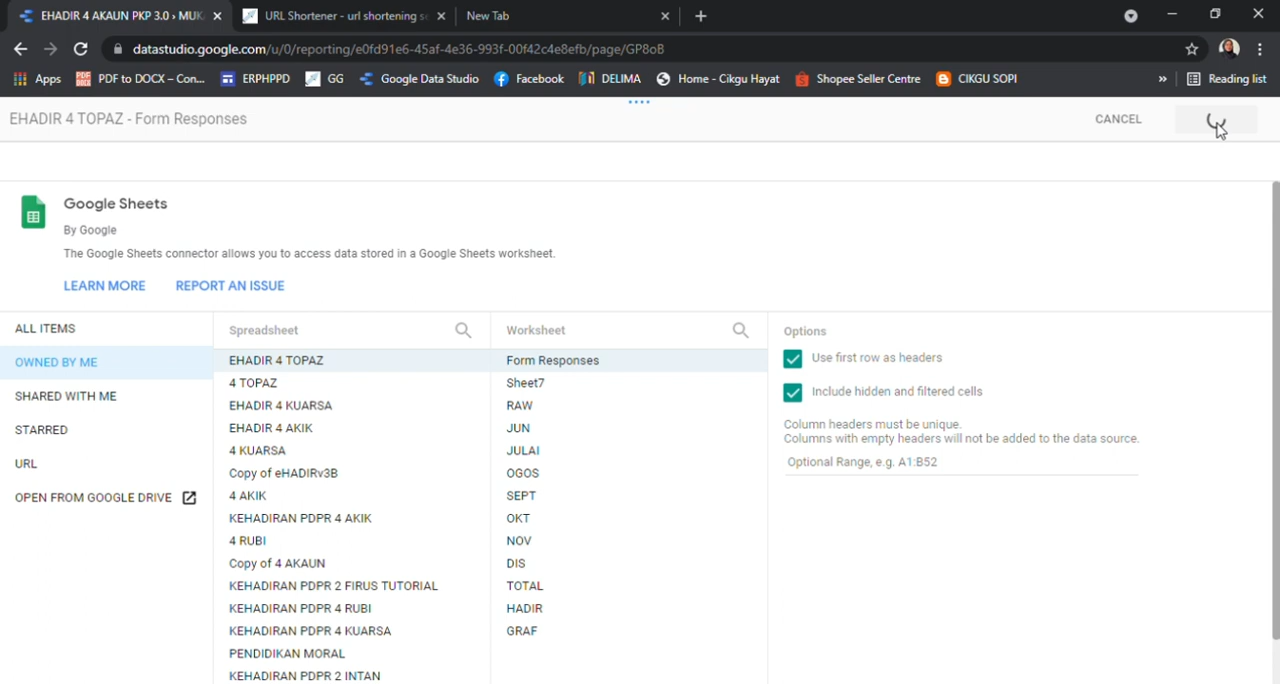 EHADIR 4 AKAUN PKP 3.0 › MUK
URL Shortener - url shortening se
New Tab
datastudio.google.com/u/0/reporting/e0fd91e6-45af-4e36-993f-00f42c4e8efb/page/GP8oB
Apps
PDF to DOCX – Con...
ERPHPPD
GG
Google Data Studio
Facebook
DELIMA
Home - Cikgu Hayat
Shopee Seller Centre
CIKGU SOPI
»
Reading list
EHADIR 4 TOPAZ - Form Responses
CANCEL
Google Sheets
By Google
The Google Sheets connector allows you to access data stored in a Google Sheets worksheet.
LEARN MORE
REPORT AN ISSUE
ALL ITEMS
OWNED BY ME
SHARED WITH ME
STARRED
URL
OPEN FROM GOOGLE DRIVE
Spreadsheet
EHADIR 4 TOPAZ
4 TOPAZ
EHADIR 4 KUARSA
EHADIR 4 AKIK
4 KUARSA
Copy of eHADIRv3B
4 AKIK
KEHADIRAN PDPR 4 AKIK
4 RUBI
Copy of 4 AKAUN
KEHADIRAN PDPR 2 FIRUS TUTORIAL
KEHADIRAN PDPR 4 RUBI
KEHADIRAN PDPR 4 KUARSA
PENDIDIKAN MORAL
KEHADIRAN PDPR 2 INTAN
Worksheet
Form Responses
Sheet7
RAW
JUN
JULAI
OGOS
SEPT
OKT
NOV
DIS
TOTAL
HADIR
GRAF
Options
Use first row as headers
Include hidden and filtered cells
Column headers must be unique.
Columns with empty headers will not be added to the data source.
Optional Range, e.g. A1:B52